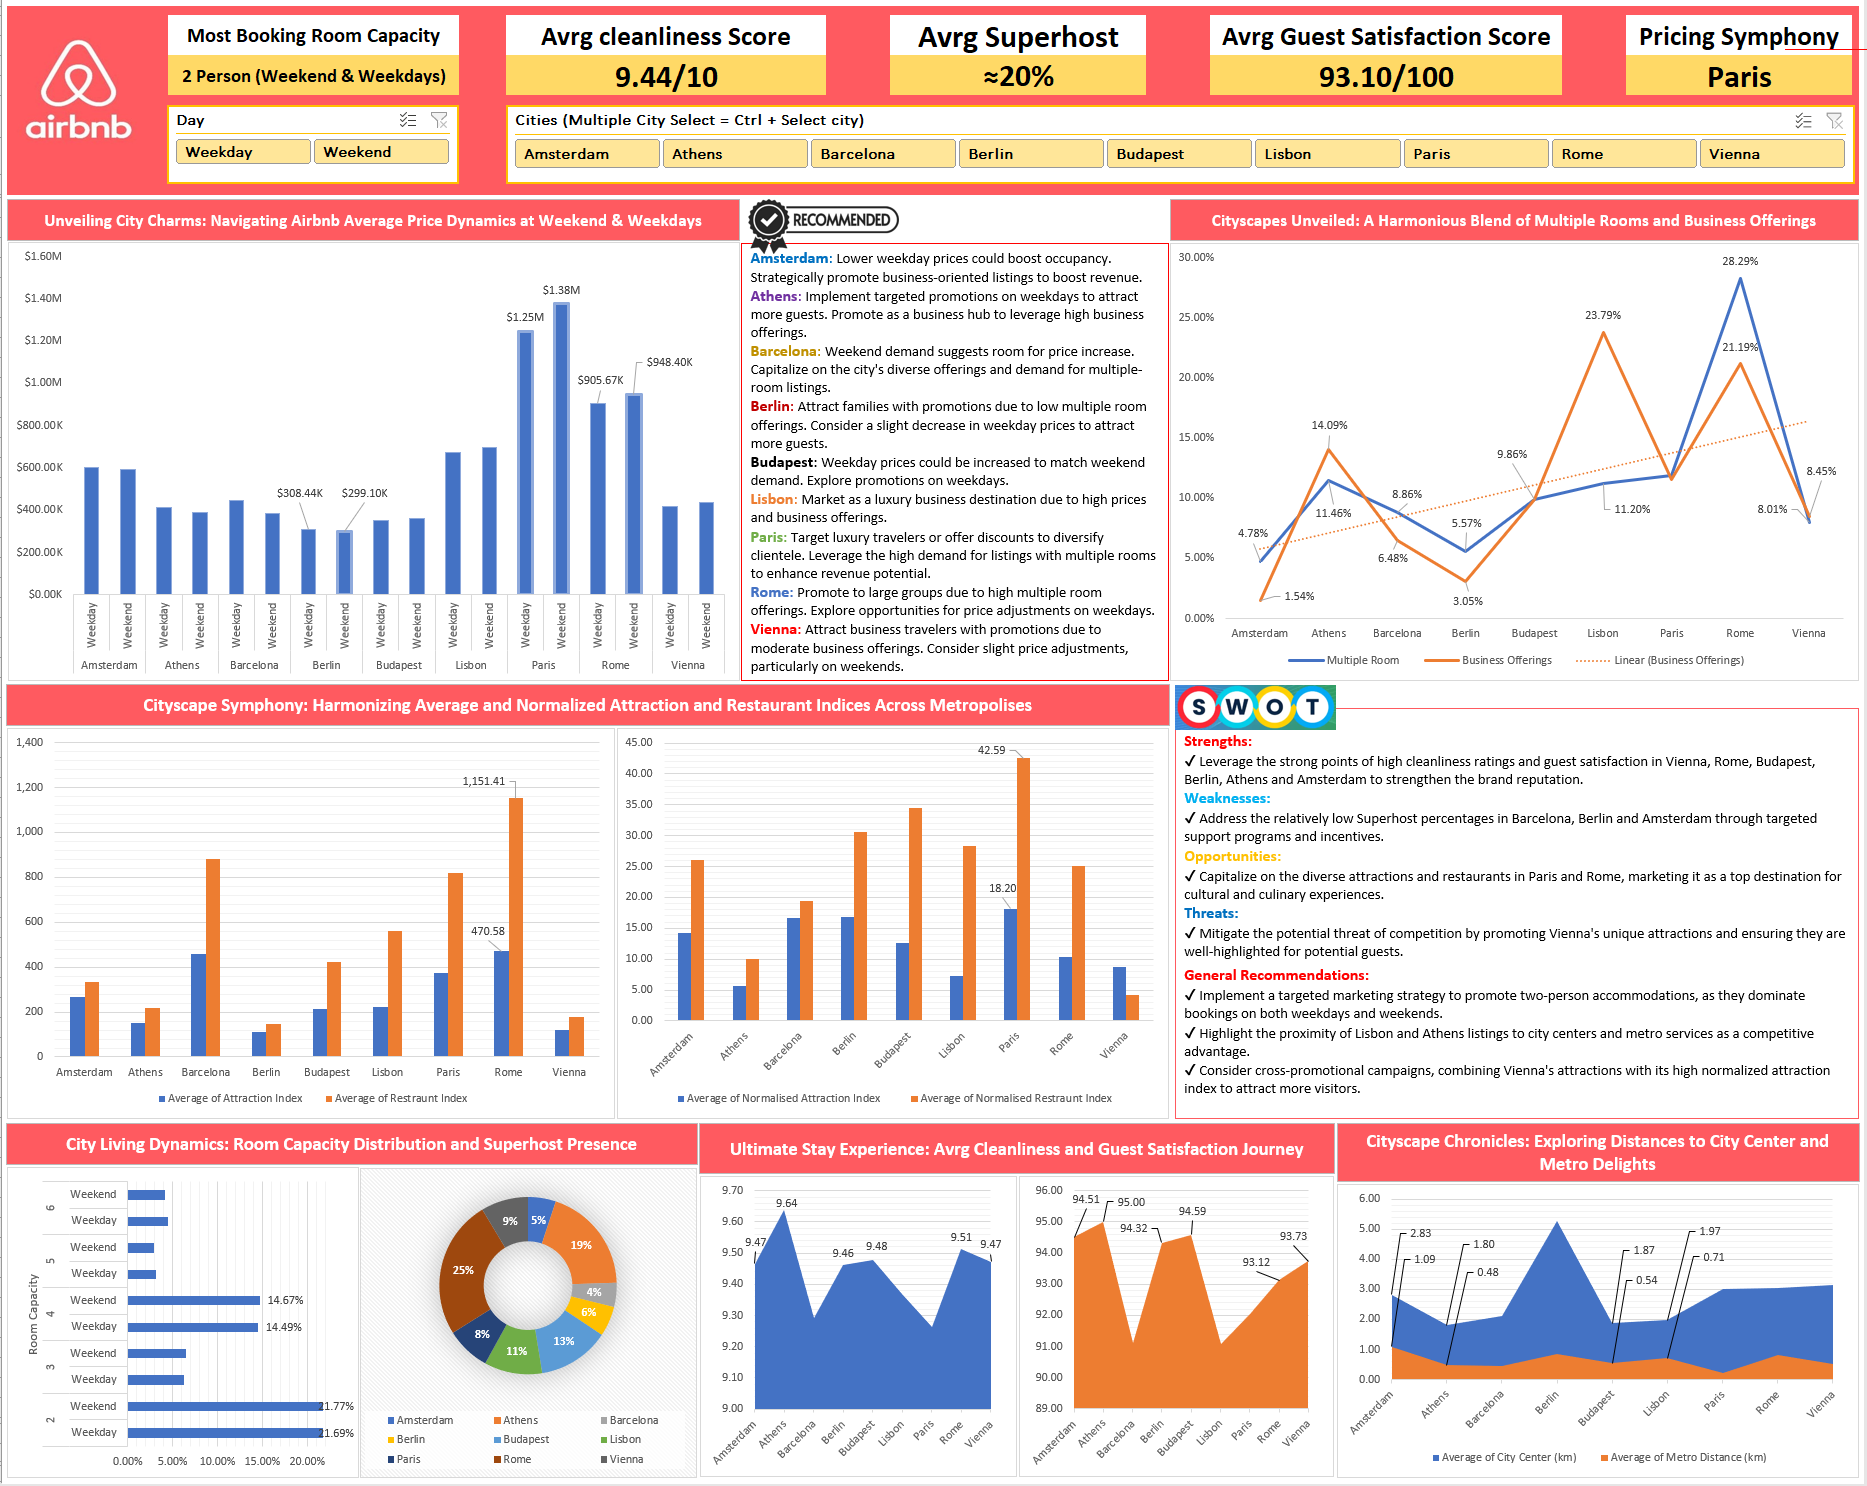 airbnb
Most Booking Room Capacity
2 Person (Weekend & Weekdays)
Avrg cleanliness Score
9.44/10
Avrg Superhost
≈20%
Avrg Guest Satisfaction Score
93.10/100
Pricing Symphony
Paris
Day
Weekday Weekend
Cities (Multiple City Select = Ctrl + Select city)
Amsterdam Athens Barcelona Berlin Budapest Lisbon Paris Rome Vienna
Unveiling City Charms: Navigating Airbnb Average Price Dynamics at Weekend & Weekdays
$1.60M
$1.40M
$1.20M
$1.00M
$800.00K
$600.00K
$400.00K
$200.00K
$0.00K
$308.44K
$299.10K
$1.25M
$1.38M
$905.67K
$948.40K
Weekday Weekend Weekday Weekend Weekday Weekend Weekday Weekend Weekday Weekend Weekday Weekend Weekday Weekend Weekday Weekend Weekday Weekend
Amsterdam Athens Barcelona Berlin Budapest Lisbon Paris Rome Vienna
RECOMMENDED
Amsterdam: Lower weekday prices could boost occupancy.
Strategically promote business-oriented listings to boost revenue.
Athens: Implement targeted promotions on weekdays to attract
more guests. Promote as a business hub to leverage high business
offerings.
Barcelona: Weekend demand suggests room for price increase.
Capitalize on the city's diverse offerings and demand for multiple-
room listings.
Berlin: Attract families with promotions due to low multiple room
offerings. Consider a slight decrease in weekday prices to attract
more guests.
Budapest: Weekday prices could be increased to match weekend
demand. Explore promotions on weekdays.
Lisbon: Market as a luxury business destination due to high prices
and business offerings.
Paris: Target luxury travelers or offer discounts to diversify
clientele. Leverage the high demand for listings with multiple rooms
to enhance revenue potential.
Rome: Promote to large groups due to high multiple room
offerings. Explore opportunities for price adjustments on weekdays.
Vienna: Attract business travelers with promotions due to
moderate business offerings. Consider slight price adjustments,
particularly on weekends.
Cityscapes Unveiled: A Harmonious Blend of Multiple Rooms and Business Offerings
30.00%
25.00%
20.00%
15.00%
10.00%
5.00%
0.00%
4.78%
1.54%
14.09%
11.46%
8.86%
6.48%
5.57%
3.05%
9.86%
23.79%
11.20%
28.29%
21.19%
8.45%
8.01%
Amsterdam Athens Barcelona Berlin Budapest Lisbon Paris Rome Vienna
Multiple Room Business Offerings Linear (Business Offerings)
Cityscape Symphony: Harmonizing Average and Normalized Attraction and Restaurant Indices Across Metropolises
1,400
1,200
1,000
800
600
400
200
0
1,151.41
470.58
Amsterdam Athens Barcelona Berlin Budapest Lisbon Paris Rome Vienna
Average of Attraction Index Average of Restraunt Index
45.00
40.00
35.00
30.00
25.00
20.00
15.00
10.00
5.00
0.00
42.59
18.20
Amsterdam Athens Barcelona Berlin Budapest Lisbon Paris Rome Vienna
Average of Normalised Attraction Index Average of Normalised Restraunt Index
SWOT
Strengths:
✓ Leverage the strong points of high cleanliness ratings and guest satisfaction in Vienna, Rome, Budapest,
Berlin, Athens and Amsterdam to strengthen the brand reputation.
Weaknesses:
✓ Address the relatively low Superhost percentages in Barcelona, Berlin and Amsterdam through targeted
support programs and incentives.
Opportunities:
✓ Capitalize on the diverse attractions and restaurants in Paris and Rome, marketing it as a top destination for
cultural and culinary experiences.
Threats:
✓ Mitigate the potential threat of competition by promoting Vienna's unique attractions and ensuring they are
well-highlighted for potential guests.
General Recommendations:
✓ Implement a targeted marketing strategy to promote two-person accommodations, as they dominate
bookings on both weekdays and weekends.
✓ Highlight the proximity of Lisbon and Athens listings to city centers and metro services as a competitive
advantage.
✓ Consider cross-promotional campaigns, combining Vienna's attractions with its high normalized attraction
index to attract more visitors.
City Living Dynamics: Room Capacity Distribution and Superhost Presence
Room Capacity
6 Weekend
Weekday
5 Weekend
Weekday
4 Weekend 14.67%
Weekday 14.49%
3 Weekend
Weekday
2 Weekend 21.77%
Weekday 21.69%
0.00% 5.00% 10.00% 15.00% 20.00%
5%
19%
4%
6%
13%
11%
8%
25%
9%
Amsterdam Athens Barcelona
Berlin Budapest Lisbon
Paris Rome Vienna
Ultimate Stay Experience: Avrg Cleanliness and Guest Satisfaction Journey
9.70
9.60
9.50
9.40
9.30
9.20
9.10
9.00
9.47
9.64
9.46
9.48
9.51
9.47
Amsterdam Athens Barcelona Berlin Budapest Lisbon Paris Rome Vienna
96.00
95.00
94.00
93.00
92.00
91.00
90.00
89.00
94.51
95.00
94.32
94.59
93.12
93.73
Amsterdam Athens Barcelona Berlin Budapest Lisbon Paris Rome Vienna
Cityscape Chronicles: Exploring Distances to City Center and
Metro Delights
6.00
5.00
4.00
3.00
2.00
1.00
0.00
2.83
1.09
1.80
0.48
1.87
0.54
1.97
0.71
Amsterdam Athens Barcelona Berlin Budapest Lisbon Paris Rome Vienna
Average of City Center (km) Average of Metro Distance (km)